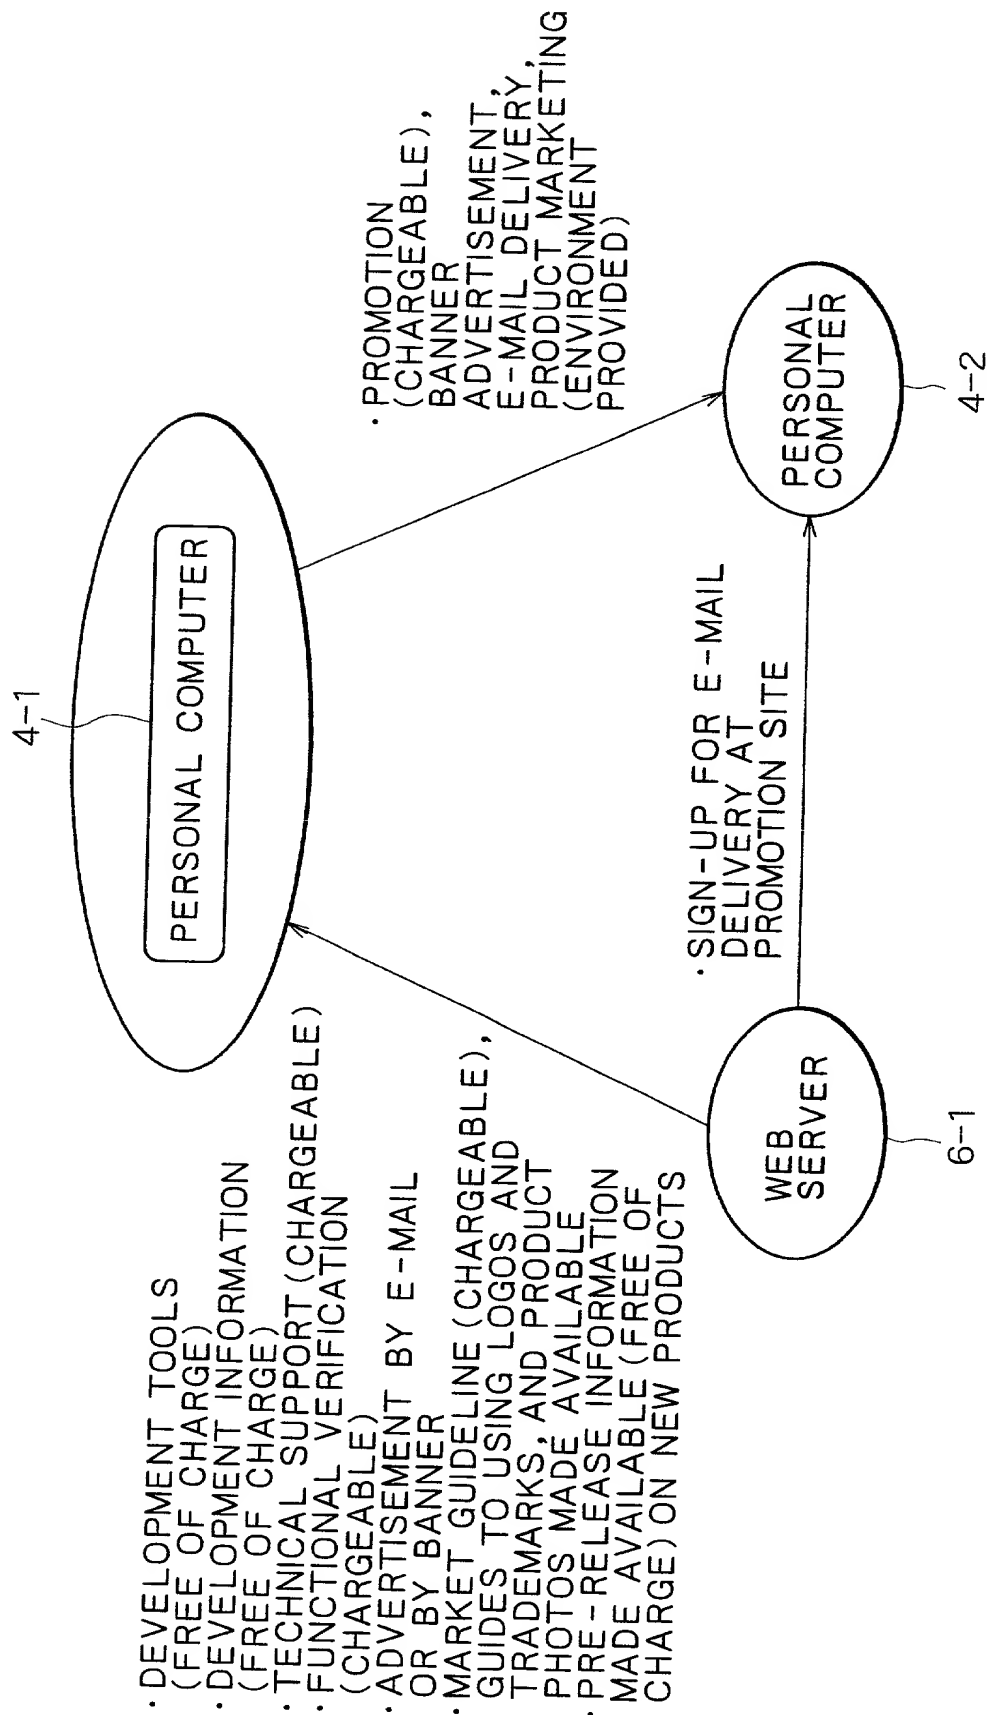 4-1
PERSONAL COMPUTER
· DEVELOPMENT TOOLS
(FREE OF CHARGE)
· DEVELOPMENT INFORMATION
(FREE OF CHARGE)
· TECHNICAL SUPPORT (CHARGEABLE)
· FUNCTIONAL VERIFICATION
(CHARGEABLE)
· ADVERTISEMENT BY E-MAIL
OR BY BANNER
· MARKET GUIDELINE (CHARGEABLE),
GUIDES TO USING LOGOS AND
TRADEMARKS, AND PRODUCT
PHOTOS MADE AVAILABLE
· PRE-RELEASE INFORMATION
MADE AVAILABLE (FREE OF
CHARGE) ON NEW PRODUCTS
· PROMOTION
(CHARGEABLE),
BANNER
ADVERTISEMENT,
E-MAIL DELIVERY,
PRODUCT MARKETING
(ENVIRONMENT
PROVIDED)
· SIGN-UP FOR E-MAIL
DELIVERY AT
PROMOTION SITE
WEB
SERVER
6-1
PERSONAL
COMPUTER
4-2